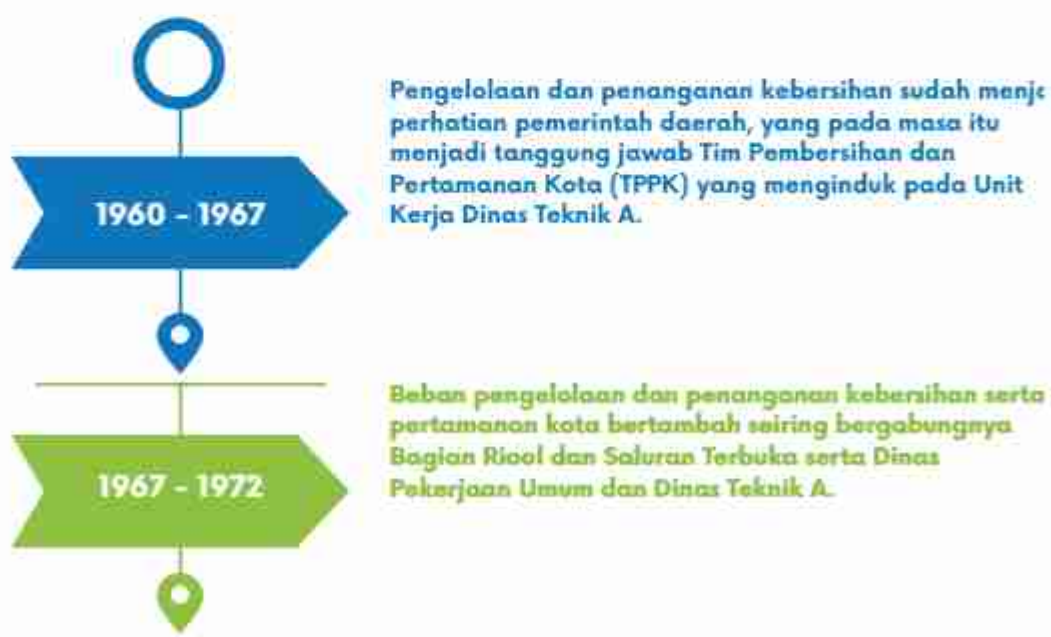 Pengelolaan dan penanganan kebersihan sudah menjc
perhatian pemerintah daerah, yang pada masa itu
menjadi tanggung jawab Tim Pembersihan dan
Pertamanan Kota (TPPK) yang menginduk pada Unit
Kerja Dinas Teknik A.
1960 - 1967
Beban pengelolaan dan penanganan kebersihan serta
pertamanan kota bertambah seiring bergabungnya
Bagian Riool dan Saluran Terbuka serta Dinas
Pekerjaan Umum dan Dinas Teknik A.
1967 - 1972